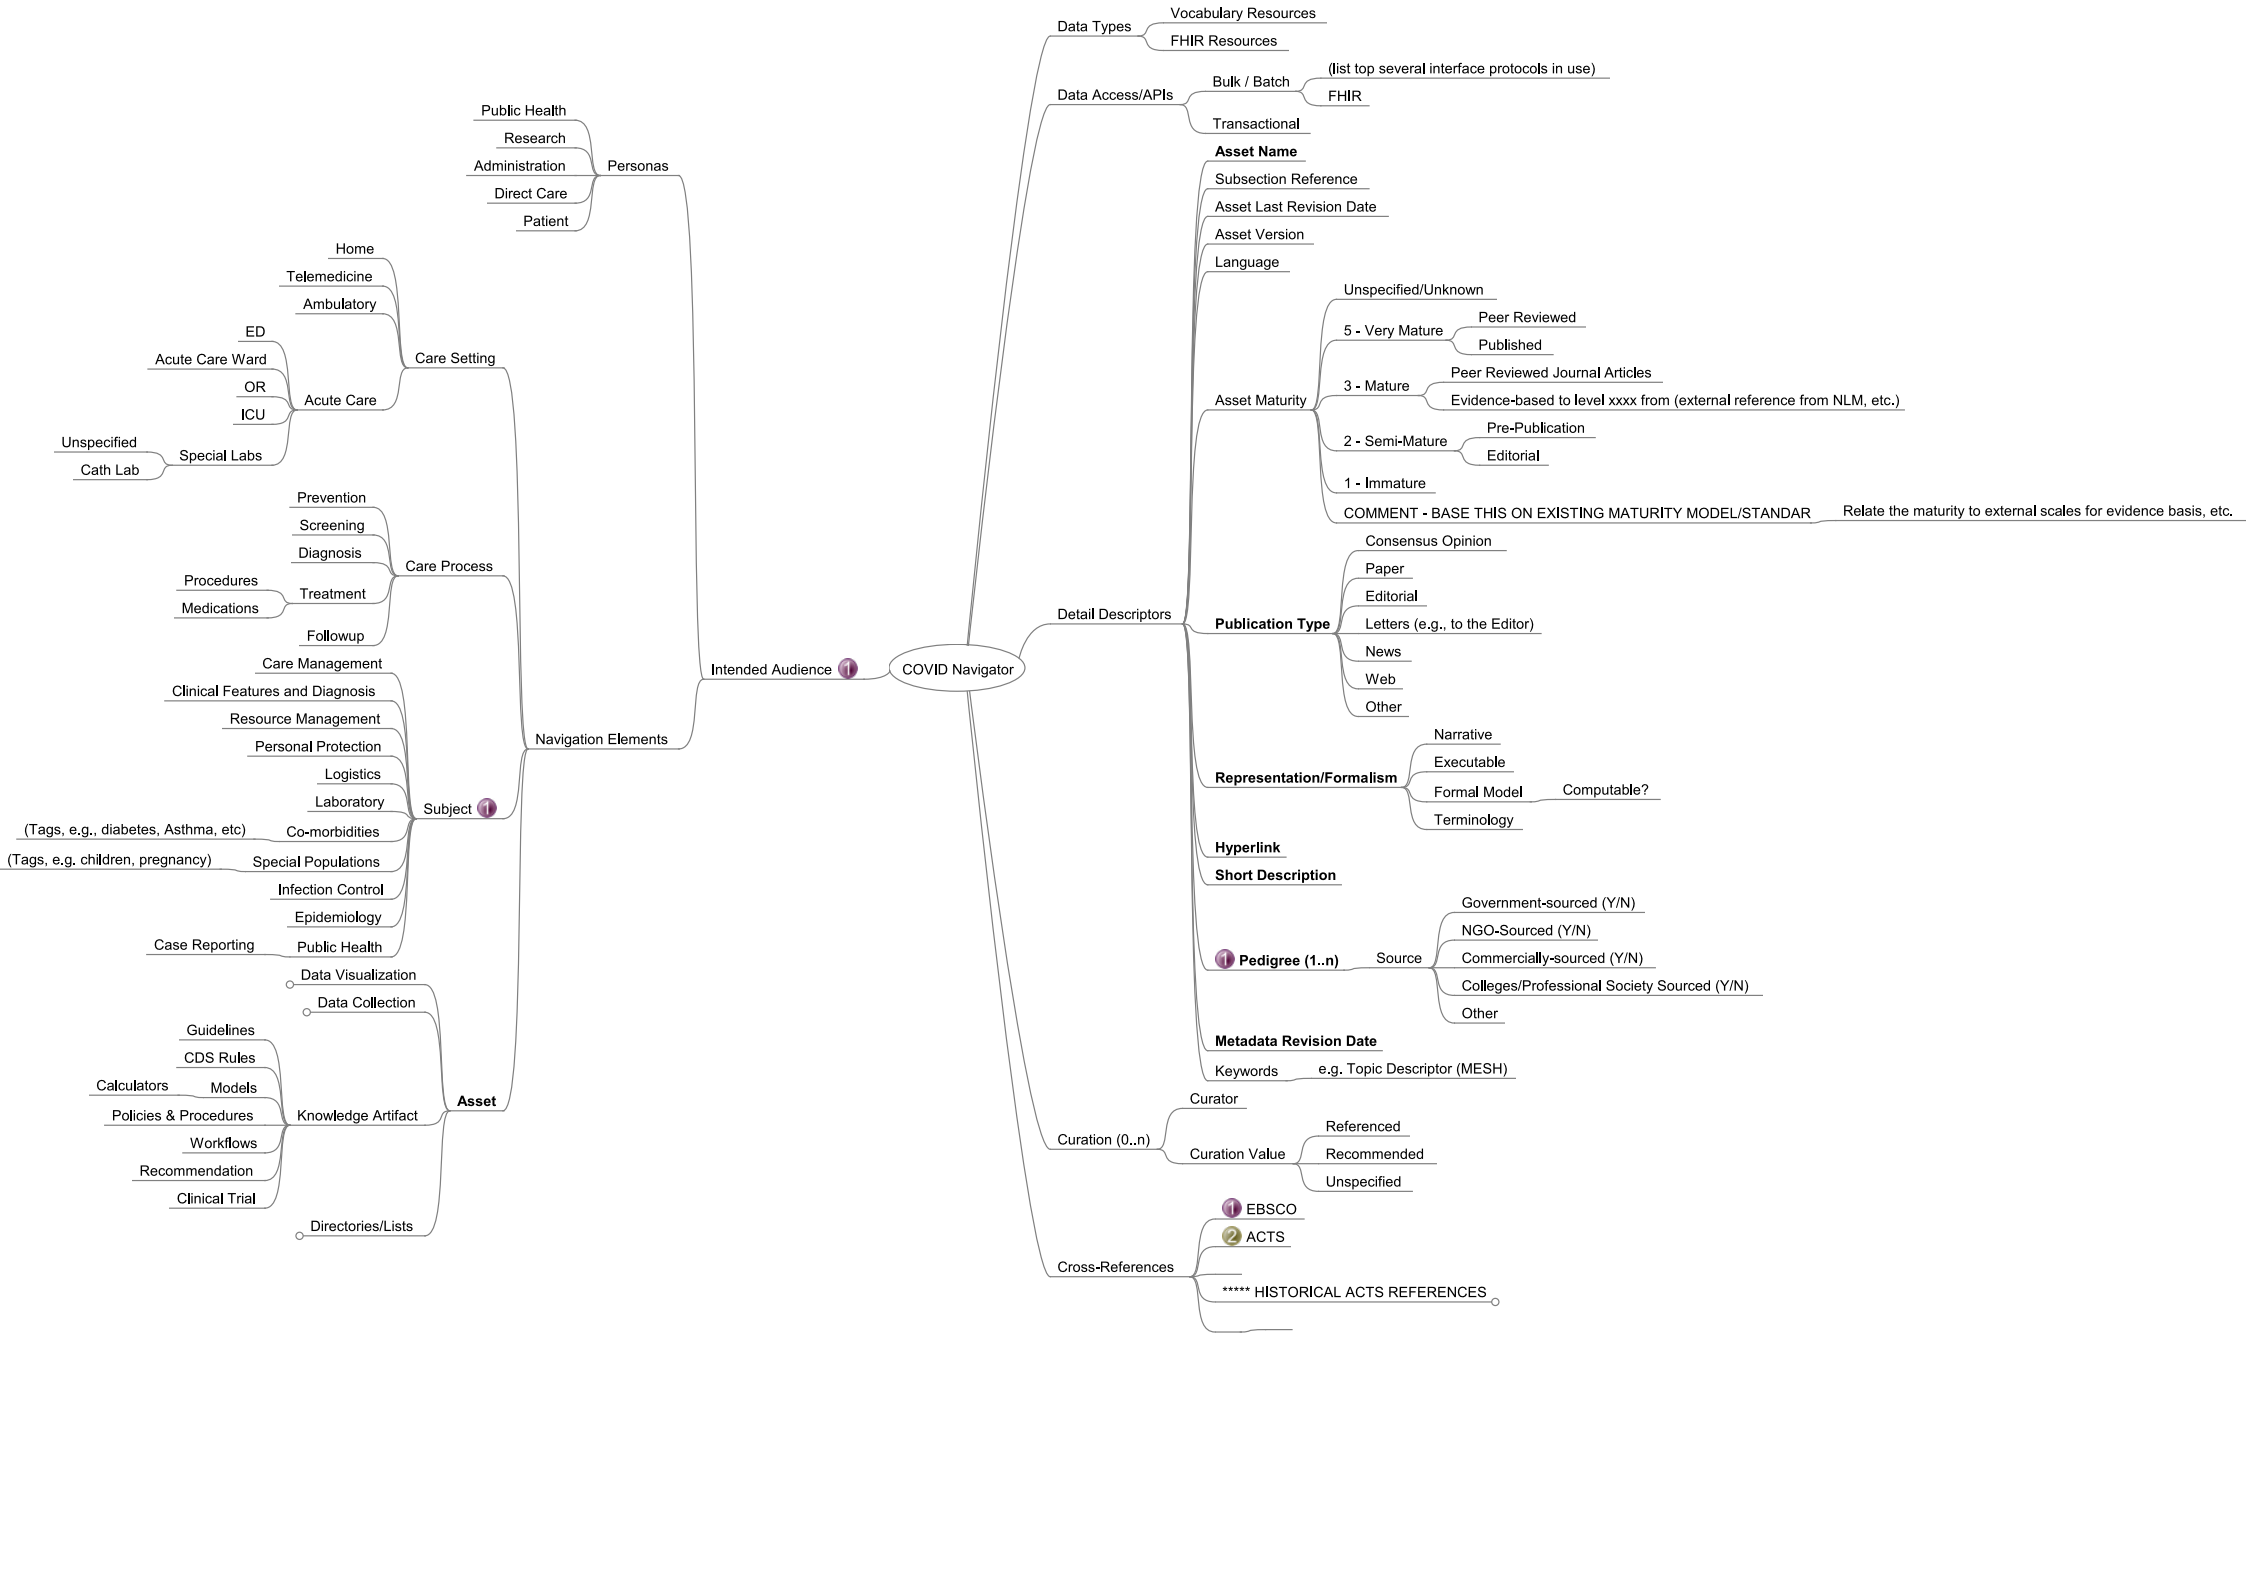 COVID Navigator
Data Types
Vocabulary Resources
FHIR Resources
Data Access/APIs
Bulk / Batch
(list top several interface protocols in use)
FHIR
Transactional
Detail Descriptors
Asset Name
Subsection Reference
Asset Last Revision Date
Asset Version
Language
Asset Maturity
Unspecified/Unknown
5 - Very Mature
Peer Reviewed
Published
3 - Mature
Peer Reviewed Journal Articles
Evidence-based to level xxxx from (external reference from NLM, etc.)
2 - Semi-Mature
Pre-Publication
Editorial
1 - Immature
COMMENT - BASE THIS ON EXISTING MATURITY MODEL/STANDAR
Relate the maturity to external scales for evidence basis, etc.
Publication Type
Consensus Opinion
Paper
Editorial
Letters (e.g., to the Editor)
News
Web
Other
Representation/Formalism
Narrative
Executable
Formal Model
Computable?
Terminology
Hyperlink
Short Description
1 Pedigree (1..n)
Source
Government-sourced (Y/N)
NGO-Sourced (Y/N)
Commercially-sourced (Y/N)
Colleges/Professional Society Sourced (Y/N)
Other
Metadata Revision Date
Keywords
e.g. Topic Descriptor (MESH)
Curation (0..n)
Curator
Curation Value
Referenced
Recommended
Unspecified
Cross-References
1 EBSCO
2 ACTS
***** HISTORICAL ACTS REFERENCES
Intended Audience 1
Personas
Public Health
Research
Administration
Direct Care
Patient
Navigation Elements
Care Setting
Home
Telemedicine
Ambulatory
Acute Care
ED
Acute Care Ward
OR
ICU
Special Labs
Unspecified
Cath Lab
Care Process
Prevention
Screening
Diagnosis
Treatment
Procedures
Medications
Followup
Subject 1
Care Management
Clinical Features and Diagnosis
Resource Management
Personal Protection
Logistics
Laboratory
Co-morbidities
(Tags, e.g., diabetes, Asthma, etc)
Special Populations
(Tags, e.g. children, pregnancy)
Infection Control
Epidemiology
Public Health
Case Reporting
Asset
Data Visualization
Data Collection
Knowledge Artifact
Guidelines
CDS Rules
Models
Calculators
Policies & Procedures
Workflows
Recommendation
Clinical Trial
Directories/Lists